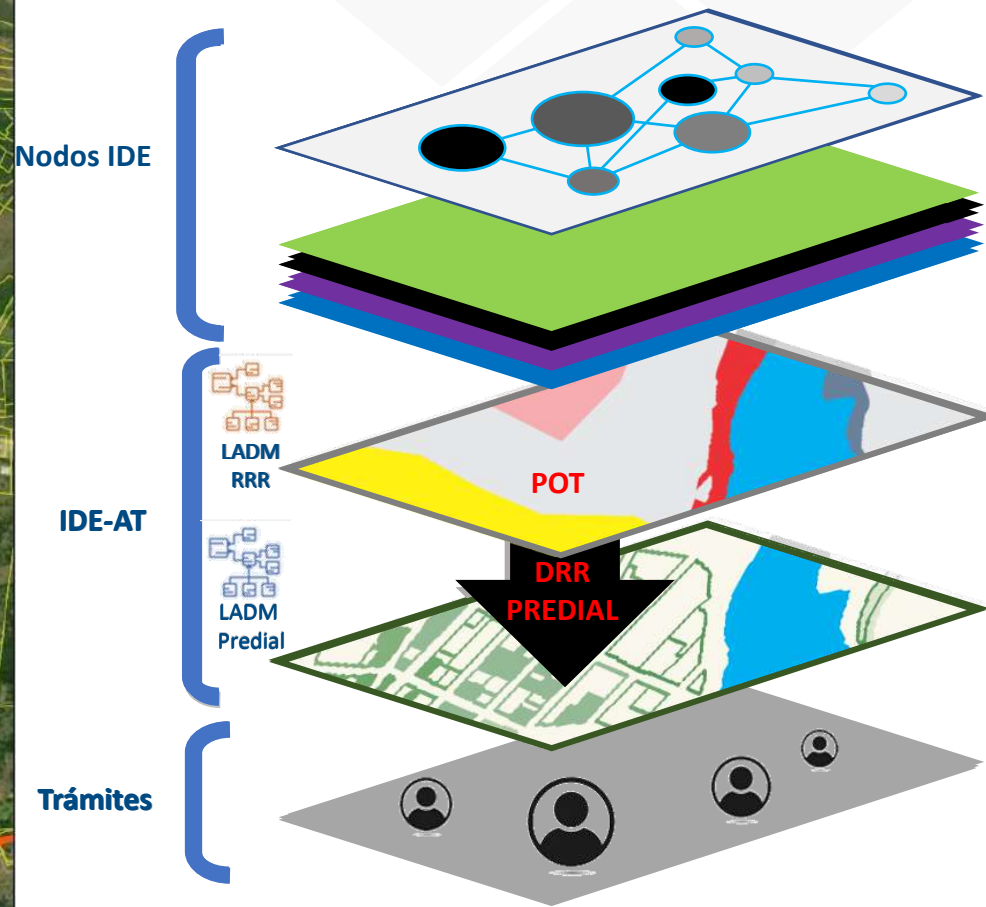 Nodos IDE
LADM
RRR
POT
IDE-AT
DRR
PREDIAL
LADM
Predial
Trámites